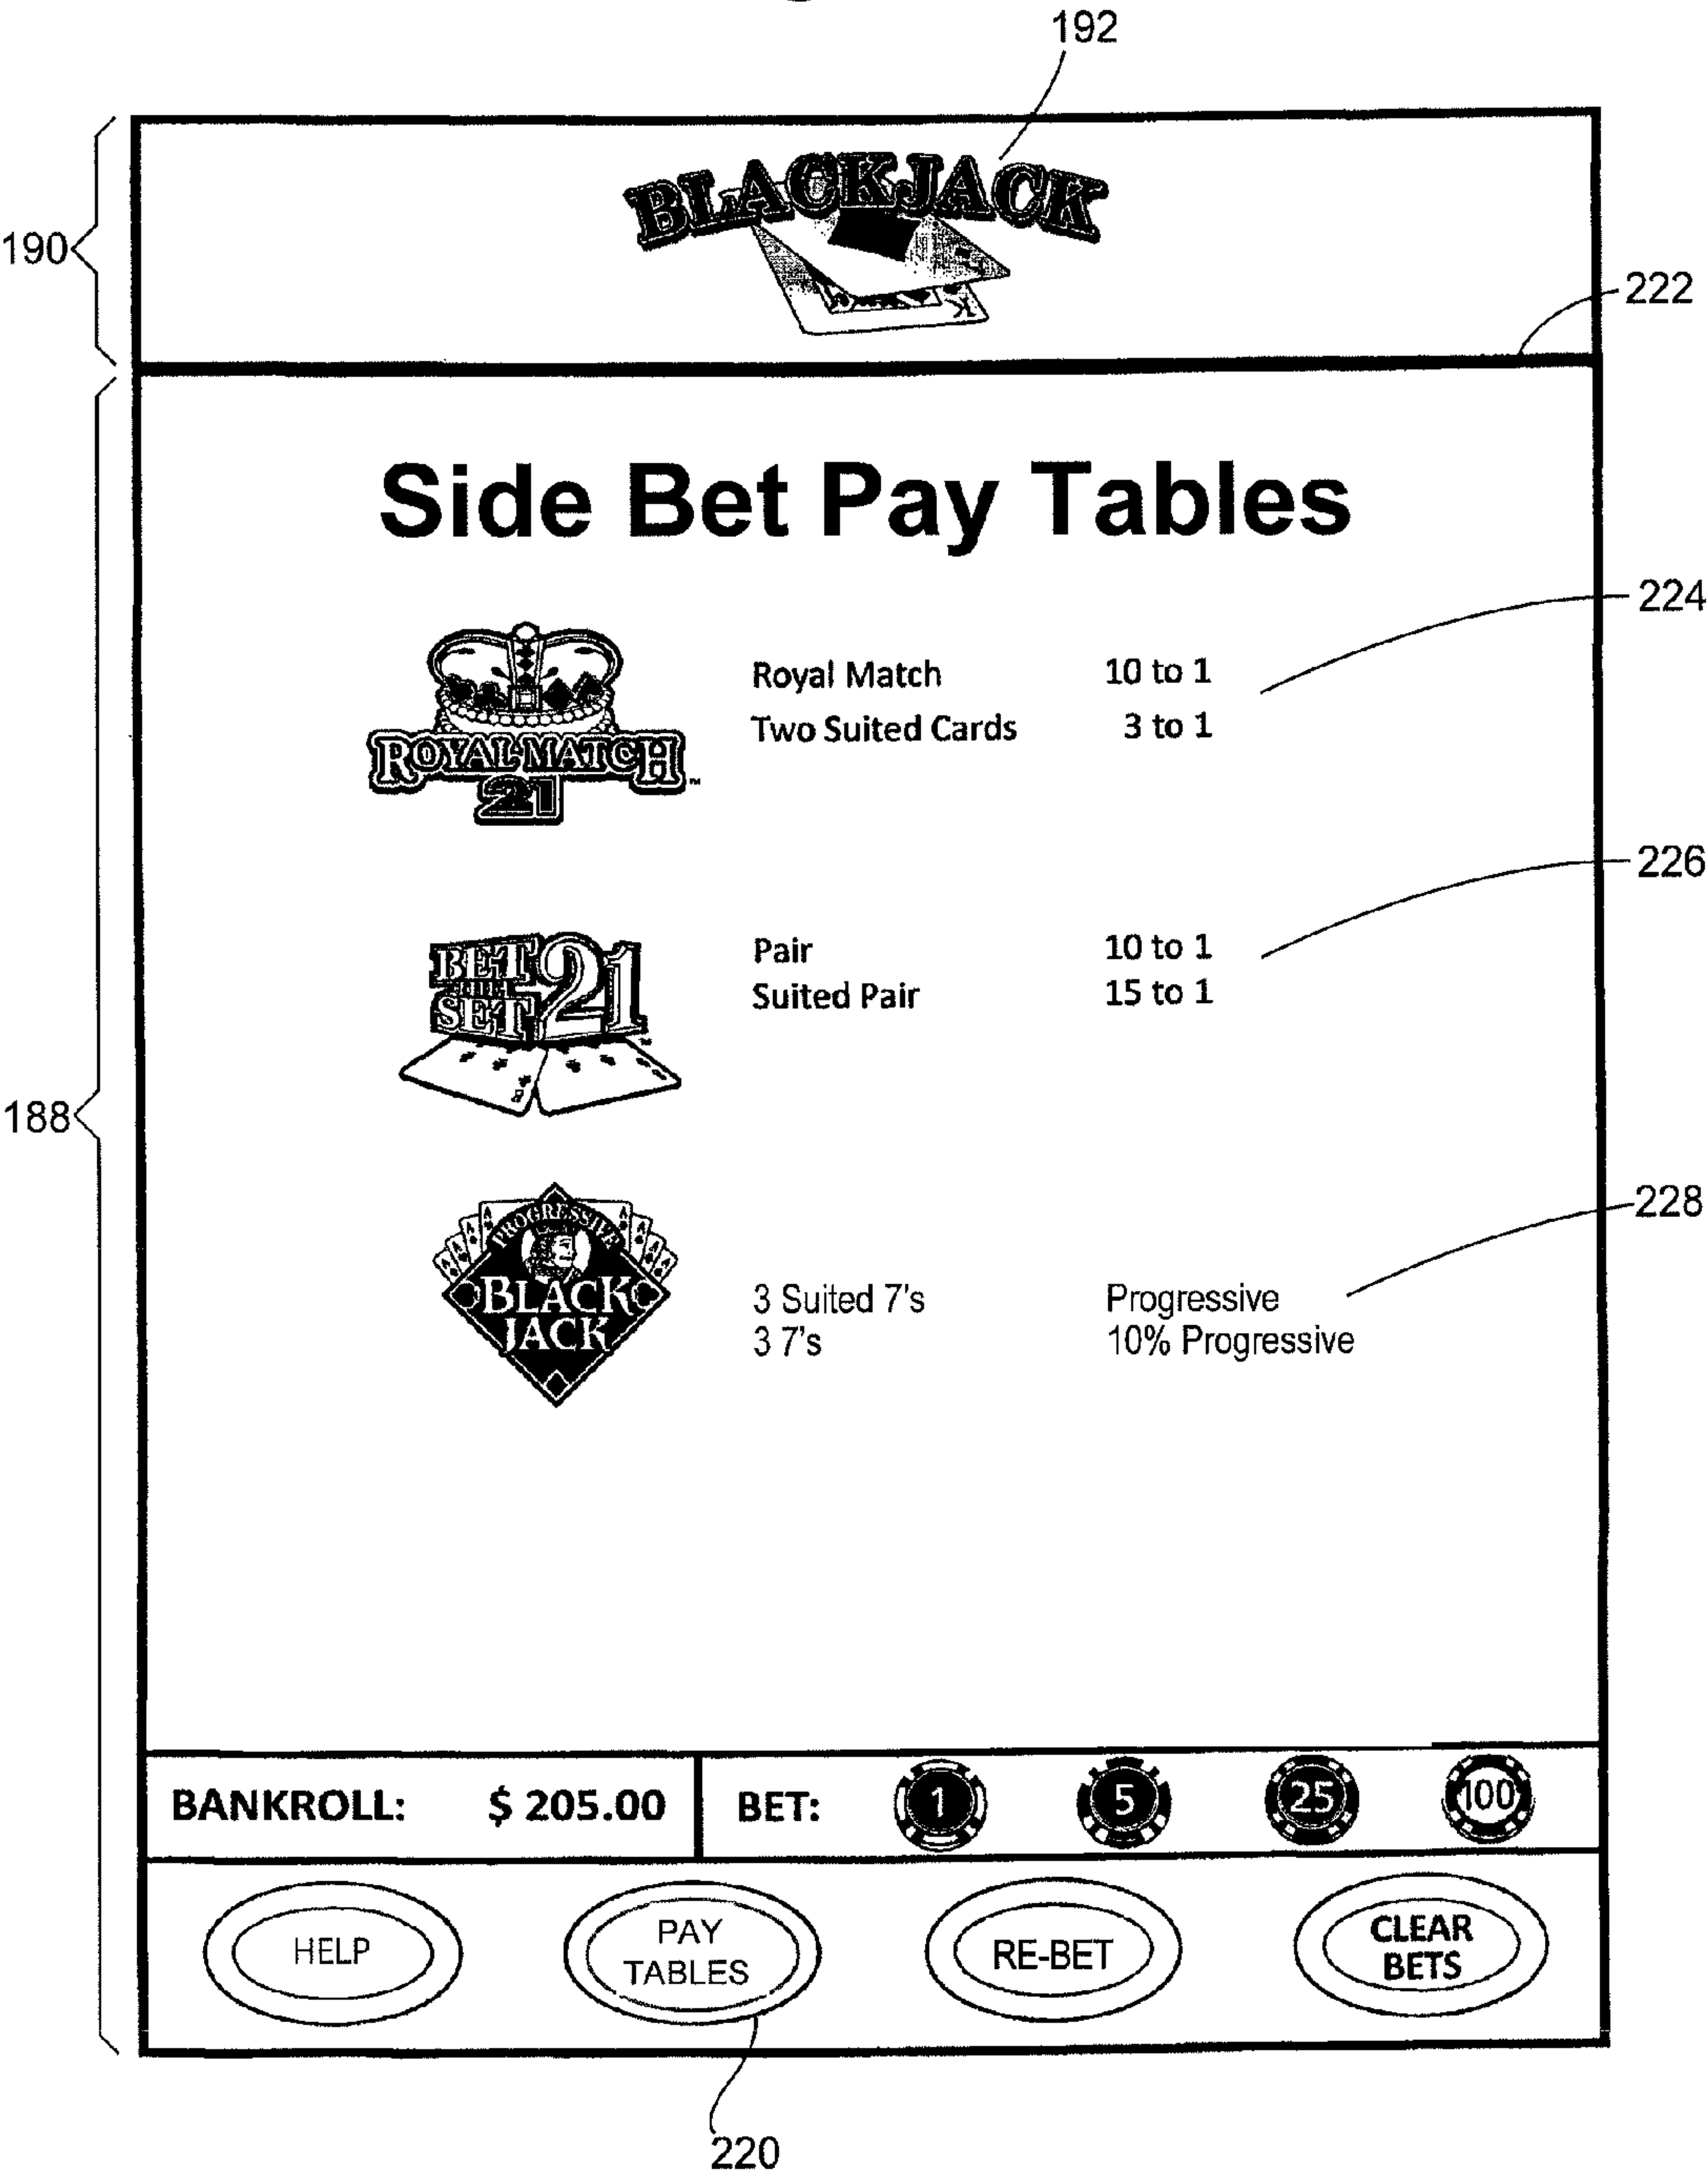 192
BLACKJACK
K
190
222
Side Bet Pay Tables
224
ROYAL MATCH
21
™
Royal Match 10 to 1
Two Suited Cards 3 to 1
226
BET
THE
SET
21
Pair 10 to 1
Suited Pair 15 to 1
188
228
PROGRESSIVE
BLACK
JACK
3 Suited 7's Progressive
3 7's 10% Progressive
BANKROLL: $ 205.00 BET: 1 5 25 100
HELP
PAY
TABLES
RE-BET
CLEAR
BETS
220